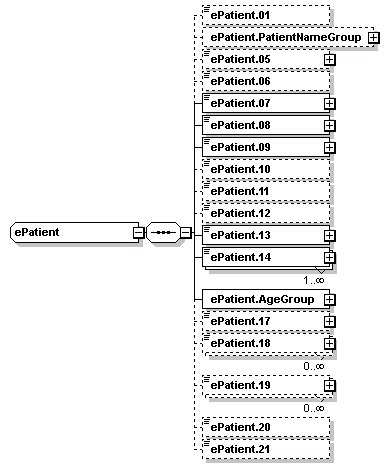 ePatient.01
ePatient.PatientNameGroup
ePatient.05
ePatient.06
ePatient.07
ePatient.08
ePatient.09
ePatient.10
ePatient.11
ePatient.12
ePatient
ePatient.13
ePatient.14
1..∞
ePatient.AgeGroup
ePatient.17
ePatient.18
0..∞
ePatient.19
0..∞
ePatient.20
ePatient.21